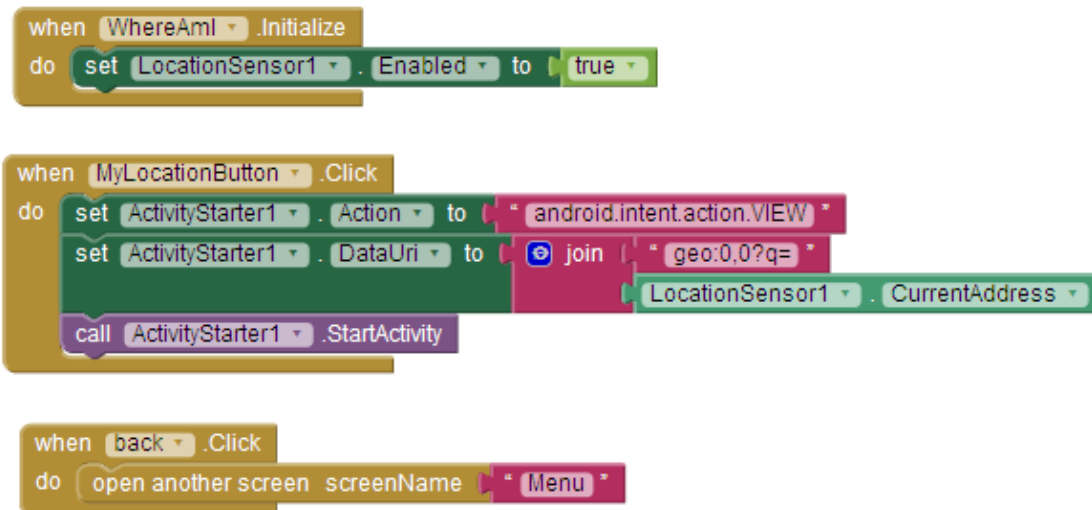 when WhereAmI .Initialize
do set LocationSensor1 . Enabled to true
when MyLocationButton .Click
do set ActivityStarter1 . Action to " android.intent.action.VIEW "
set ActivityStarter1 . DataUri to join " geo:0,0?q= "
LocationSensor1 . CurrentAddress
call ActivityStarter1 .StartActivity
when back .Click
do open another screen screenName " Menu "